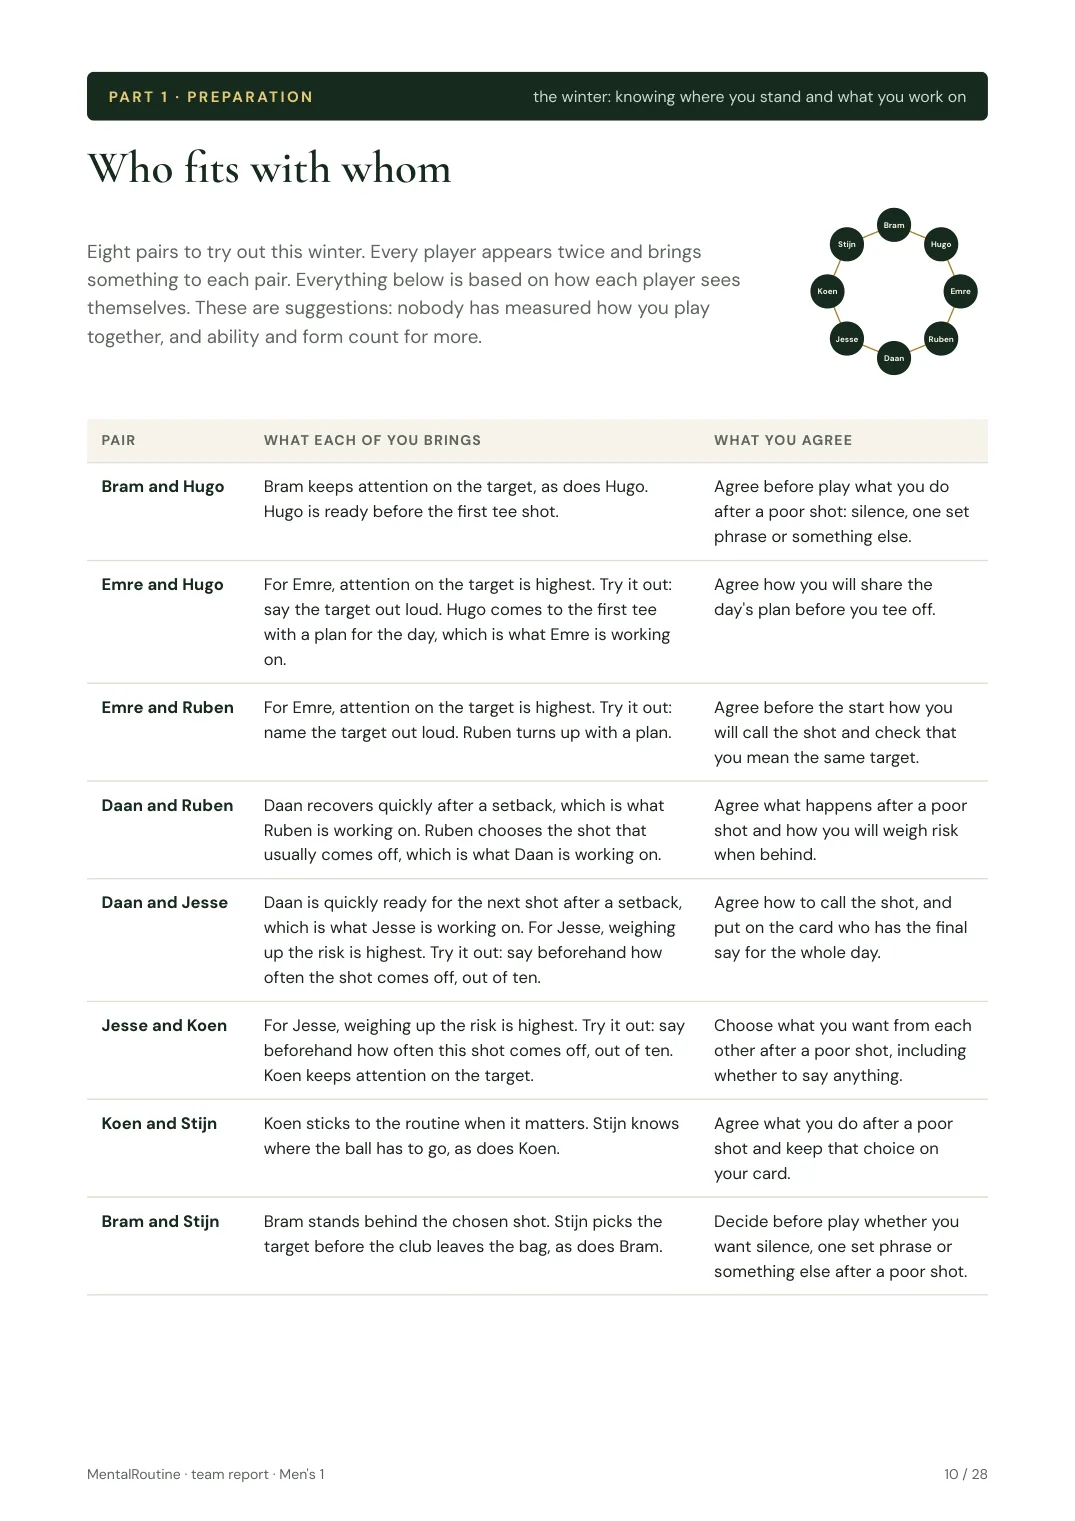 PART 1 · PREPARATION
the winter: knowing where you stand and what you work on
Who fits with whom
Eight pairs to try out this winter. Every player appears twice and brings
something to each pair. Everything below is based on how each player sees
themselves. These are suggestions: nobody has measured how you play
together, and ability and form count for more.
Bram
Stijn
Hugo
Koen
Emre
Jesse
Ruben
Daan
PAIR
WHAT EACH OF YOU BRINGS
WHAT YOU AGREE
Bram and Hugo
Bram keeps attention on the target, as does Hugo.
Hugo is ready before the first tee shot.
Agree before play what you do
after a poor shot: silence, one set
phrase or something else.
Emre and Hugo
For Emre, attention on the target is highest. Try it out:
say the target out loud. Hugo comes to the first tee
with a plan for the day, which is what Emre is working
on.
Agree how you will share the
day's plan before you tee off.
Emre and Ruben
For Emre, attention on the target is highest. Try it out:
name the target out loud. Ruben turns up with a plan.
Agree before the start how you
will call the shot and check that
you mean the same target.
Daan and Ruben
Daan recovers quickly after a setback, which is what
Ruben is working on. Ruben chooses the shot that
usually comes off, which is what Daan is working on.
Agree what happens after a poor
shot and how you will weigh risk
when behind.
Daan and Jesse
Daan is quickly ready for the next shot after a setback,
which is what Jesse is working on. For Jesse, weighing
up the risk is highest. Try it out: say beforehand how
often the shot comes off, out of ten.
Agree how to call the shot, and
put on the card who has the final
say for the whole day.
Jesse and Koen
For Jesse, weighing up the risk is highest. Try it out: say
beforehand how often this shot comes off, out of ten.
Koen keeps attention on the target.
Choose what you want from each
other after a poor shot, including
whether to say anything.
Koen and Stijn
Koen sticks to the routine when it matters. Stijn knows
where the ball has to go, as does Koen.
Agree what you do after a poor
shot and keep that choice on
your card.
Bram and Stijn
Bram stands behind the chosen shot. Stijn picks the
target before the club leaves the bag, as does Bram.
Decide before play whether you
want silence, one set phrase or
something else after a poor shot.
MentalRoutine · team report · Men's 1
10 / 28